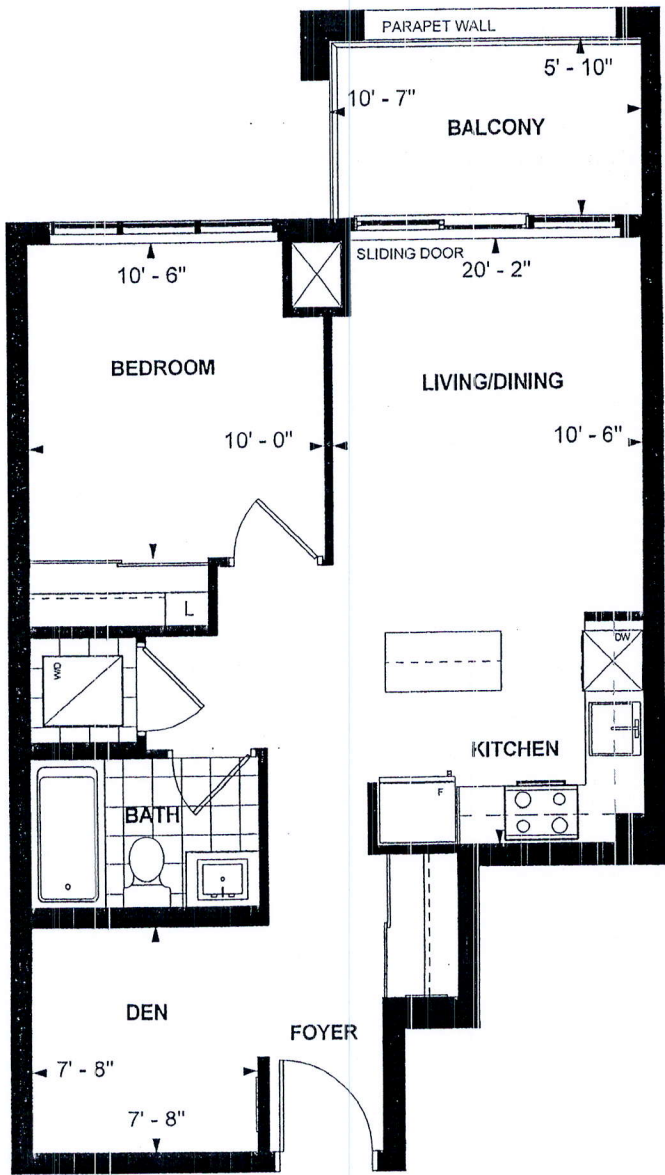 PARAPET WALL
5' - 10"
10' - 7"
BALCONY
SLIDING DOOR
10' - 6"
20' - 2"
BEDROOM
LIVING/DINING
10' - 0"
10' - 6"
L
W/D
DW
KITCHEN
F
BATH
DEN
FOYER
7' - 8"
7' - 8"